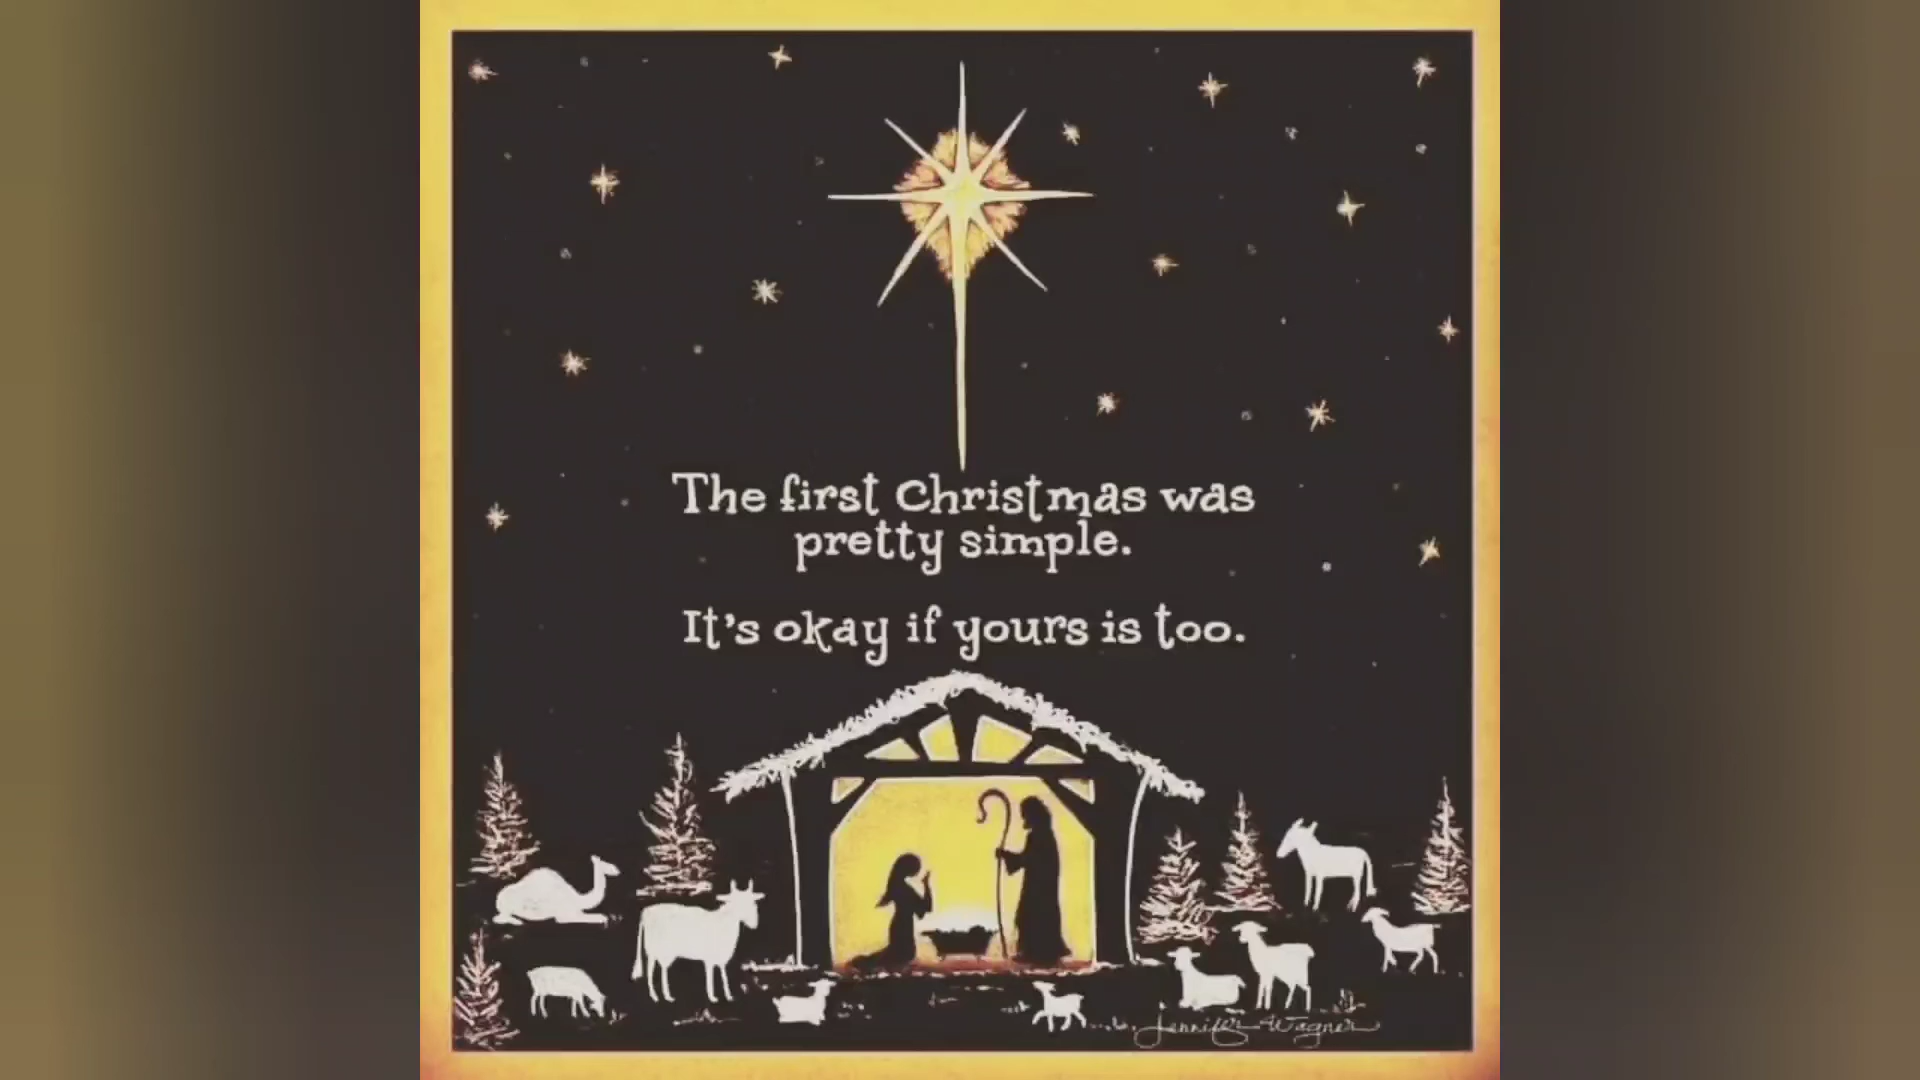 The first Christmas was
pretty simple.
It's okay if yours is too.
Jennifer Wagner